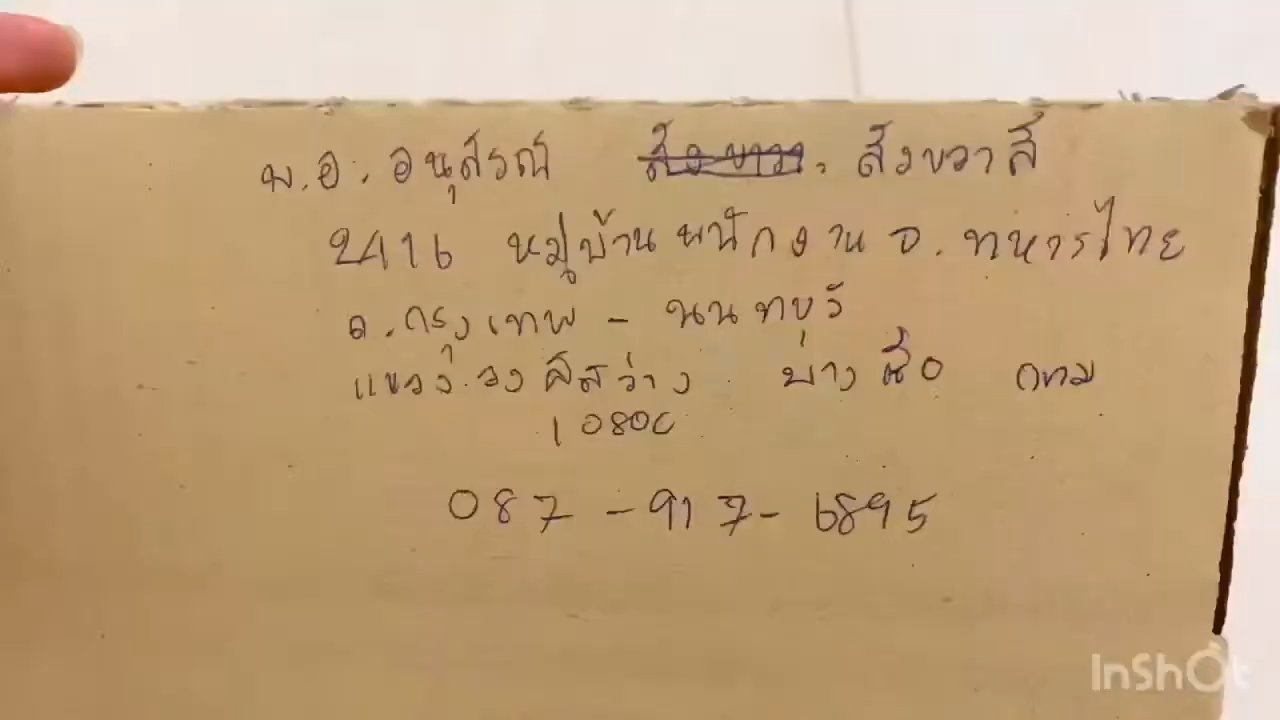 พ.อ. อนุสรณ์ สังขวาสี
2416 หมู่บ้านพนักงาน ธ. ทหารไทย
ถ. กรุงเทพ - นนทบุรี
แขวง วงศ์สว่าง บางซื่อ กทม
10800
087-917-6895
InShOt